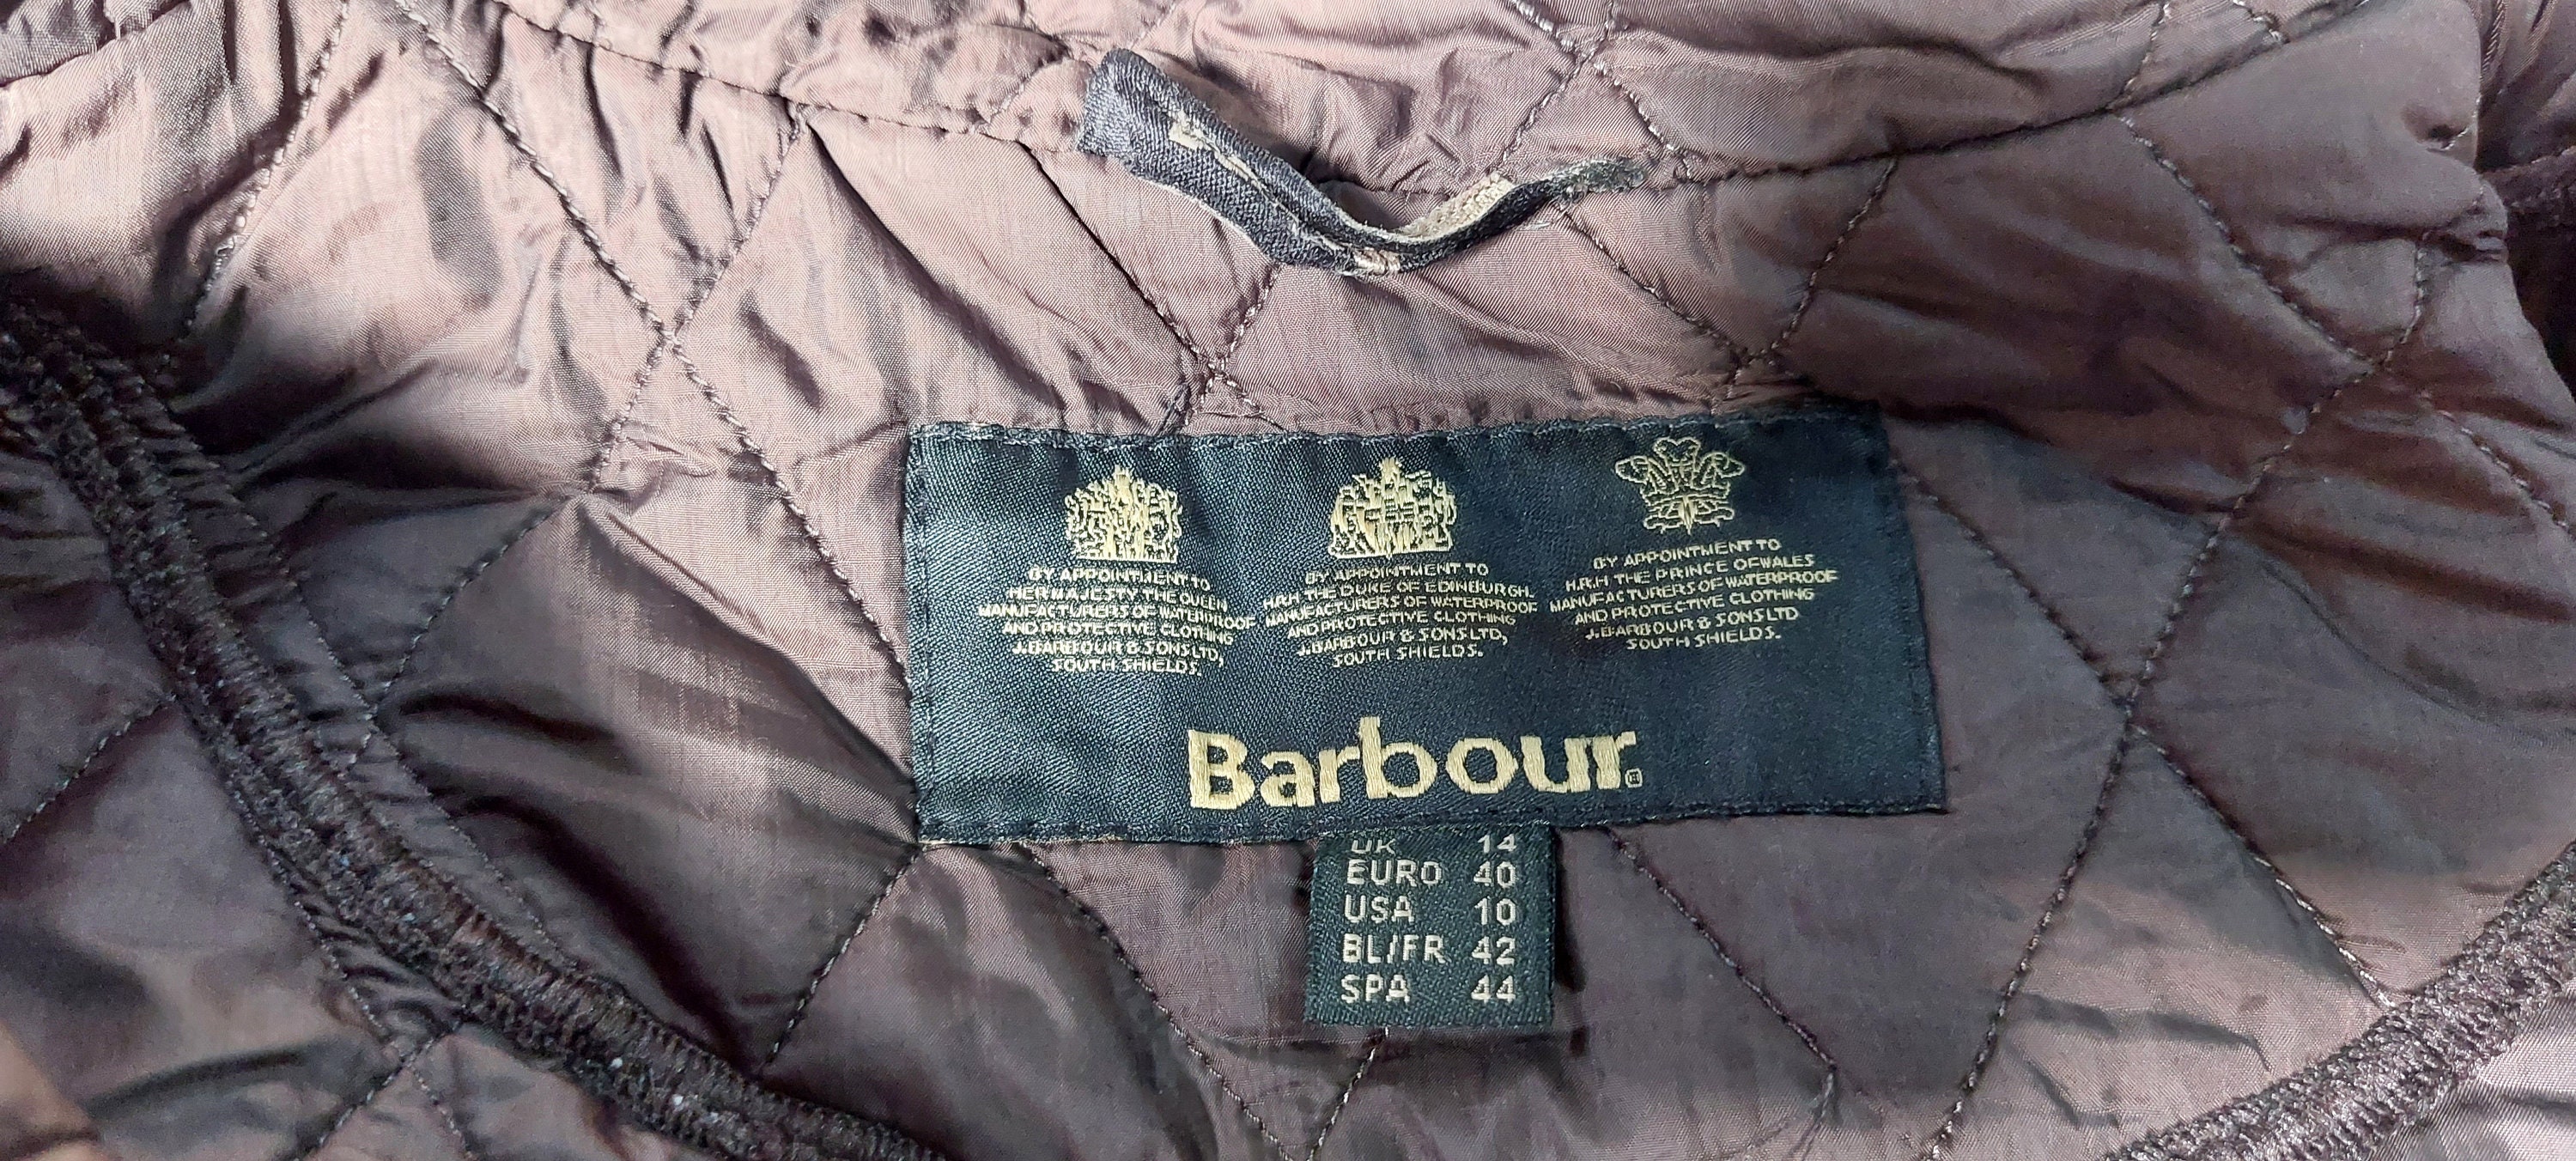 BY APPOINTMENT TO
HER MAJESTY THE QUEEN
MANUFACTURERS OF WATERPROOF
AND PROTECTIVE CLOTHING
J.BARBOUR & SONS LTD,
SOUTH SHIELDS.
BY APPOINTMENT TO
H.R.H THE DUKE OF EDINBURGH.
MANUFACTURERS OF WATERPROOF
AND PROTECTIVE CLOTHING
J.BARBOUR & SONS LTD,
SOUTH SHIELDS.
BY APPOINTMENT TO
H.R.H THE PRINCE OF WALES
MANUFACTURERS OF WATERPROOF
AND PROTECTIVE CLOTHING
J.BARBOUR & SONS LTD
SOUTH SHIELDS.
Barbour®
UK 14
EURO 40
USA 10
BL/FR 42
SPA 44